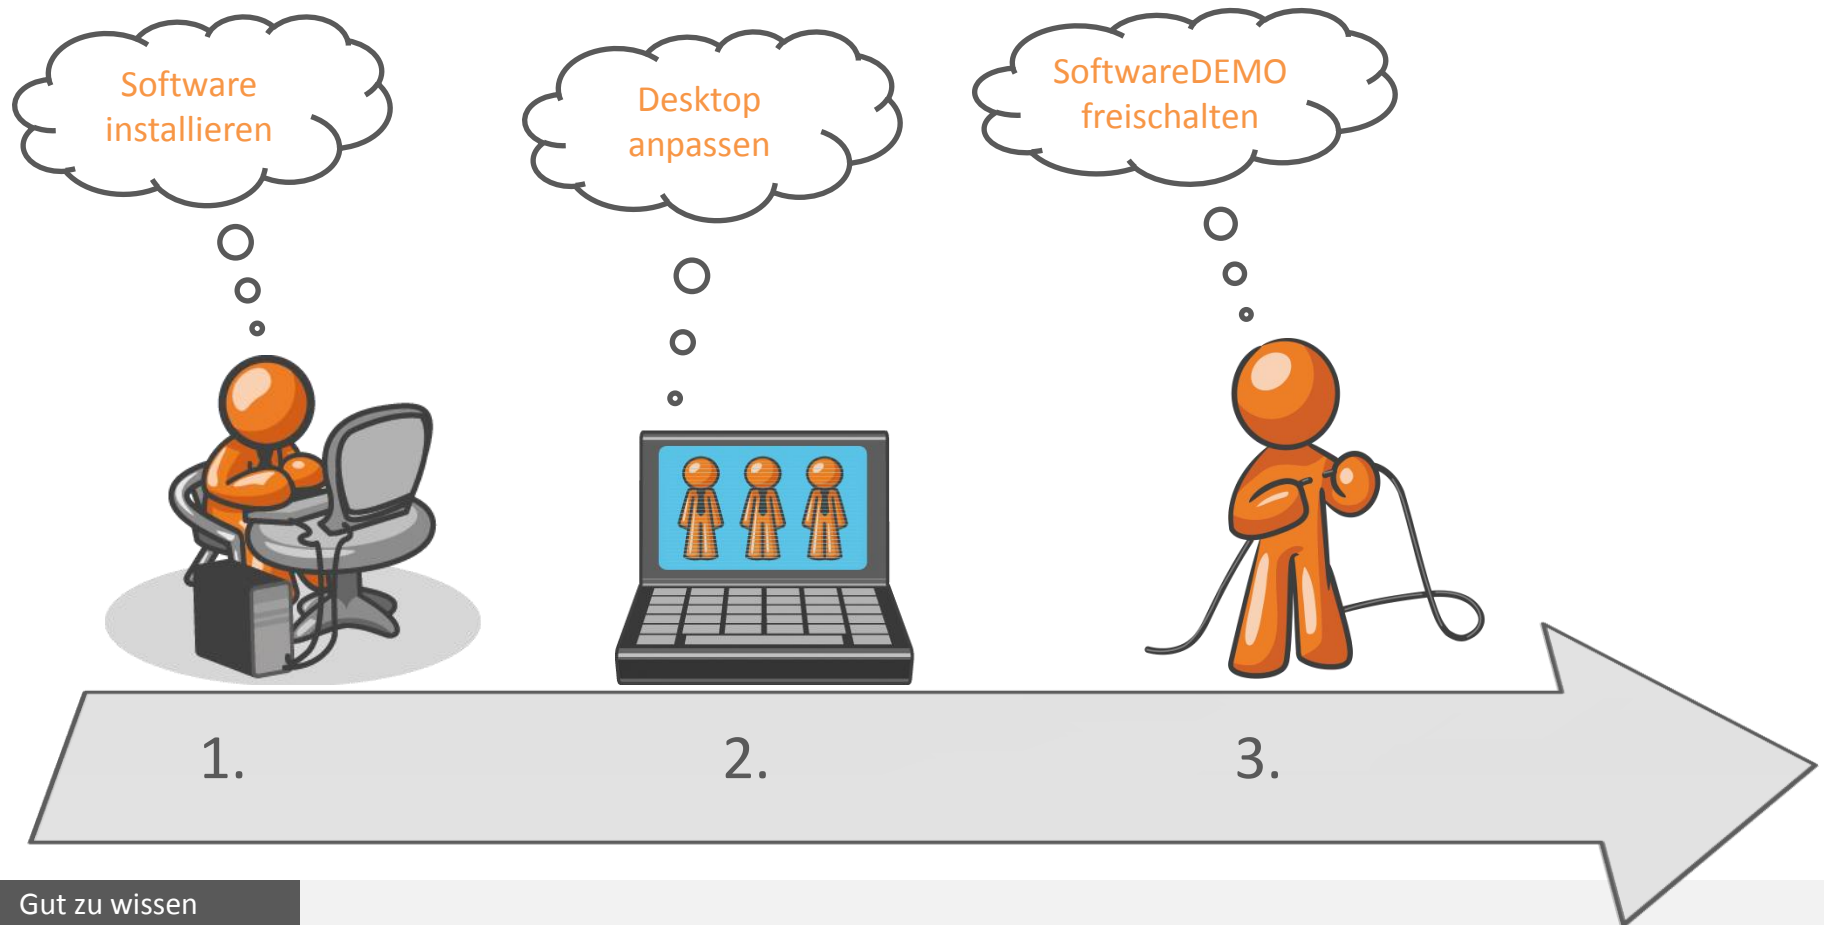 Software
installieren
Desktop
anpassen
SoftwareDEMO
freischalten
1.
2.
3.
Gut zu wissen